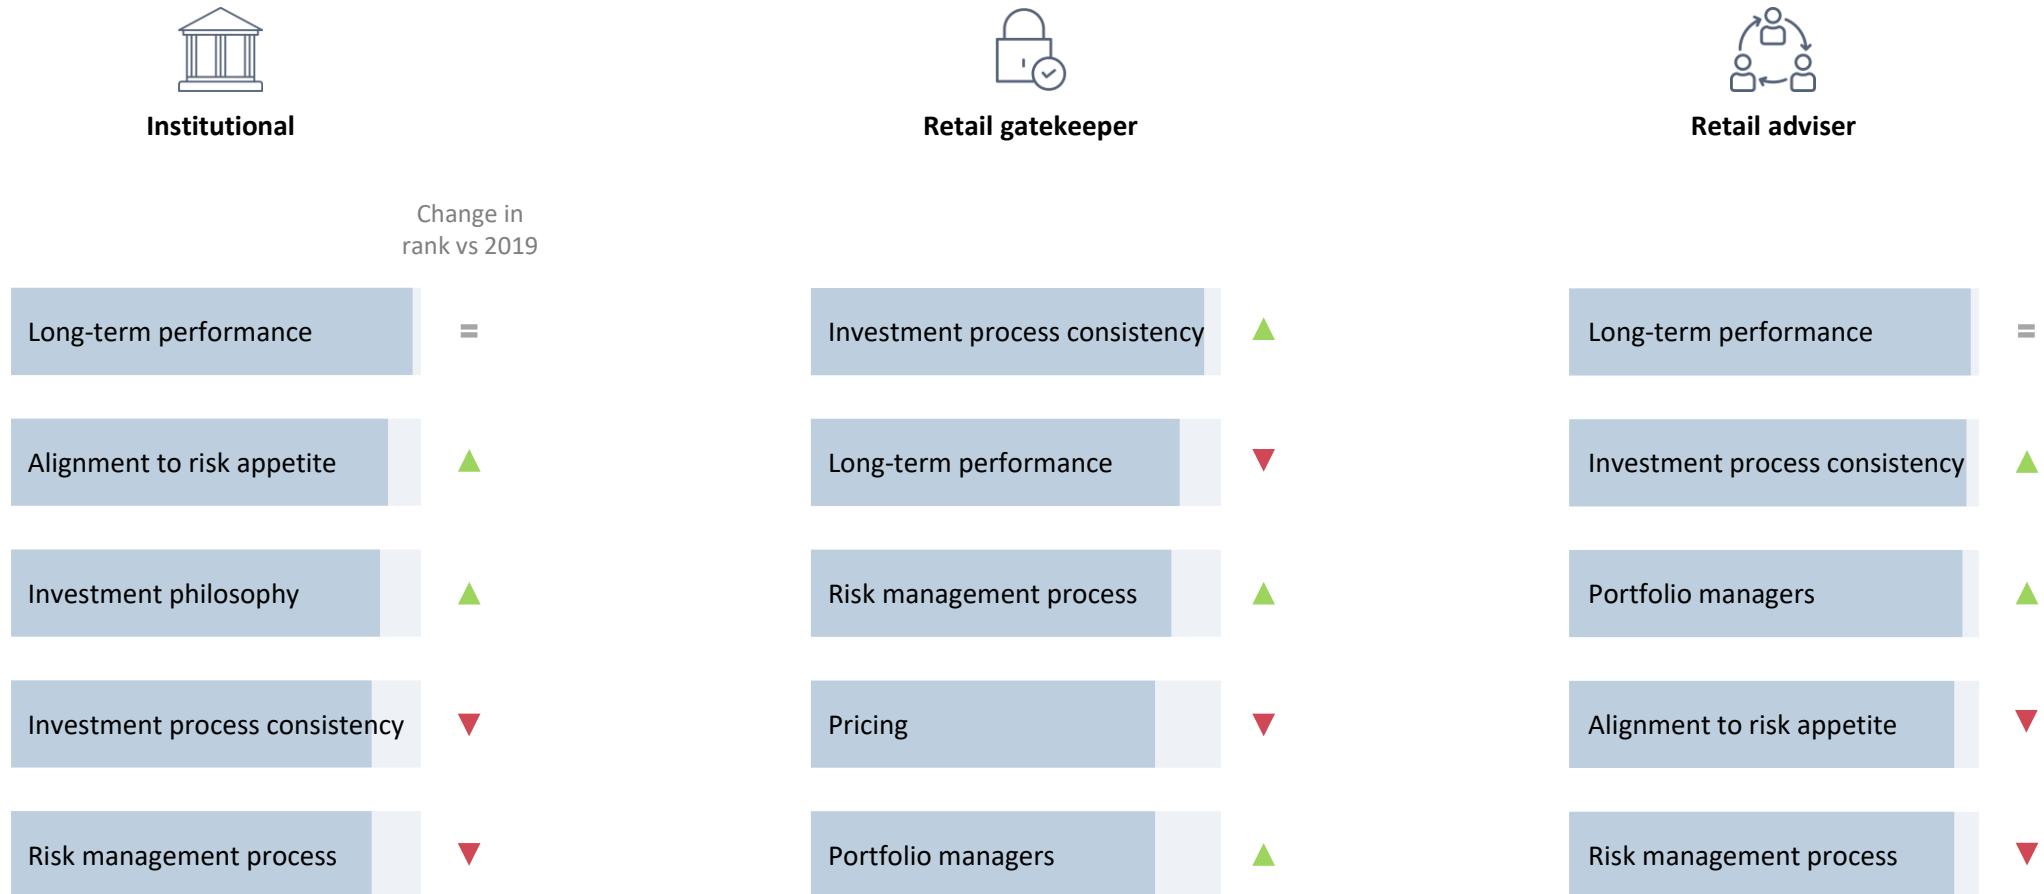 Institutional
Retail gatekeeper
Retail adviser
Change in
rank vs 2019
Long-term performance
=
Investment process consistency
Long-term performance
=
Alignment to risk appetite
Long-term performance
Investment process consistency
Investment philosophy
Risk management process
Portfolio managers
Investment process consistency
Pricing
Alignment to risk appetite
Risk management process
Portfolio managers
Risk management process